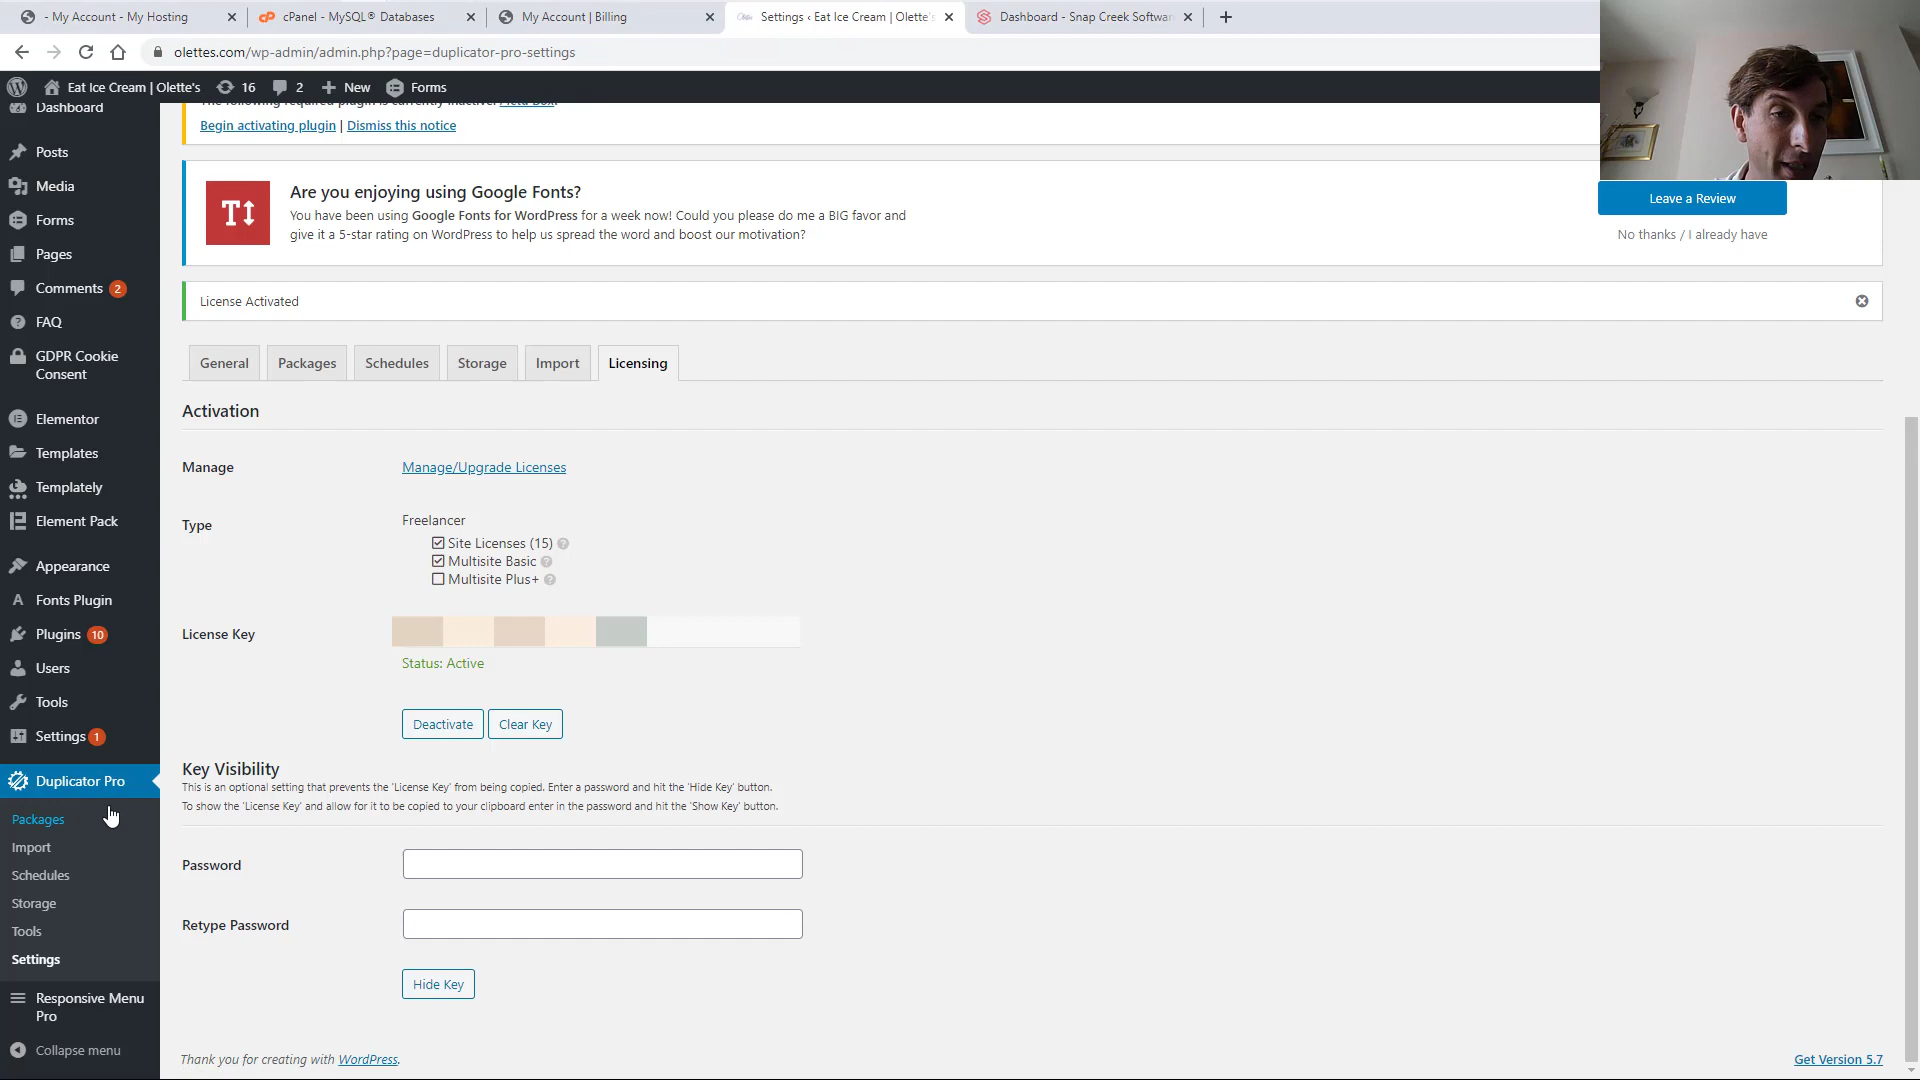 - My Account - My Hosting
cPanel - MySQL® Databases
My Account | Billing
Settings ‹ Eat Ice Cream | Olette's
Dashboard - Snap Creek Softwar
olettes.com/wp-admin/admin.php?page=duplicator-pro-settings
Eat Ice Cream | Olette's
16
2
New
Forms
Dashboard
Posts
Media
Forms
Pages
Comments 2
FAQ
GDPR Cookie
Consent
Elementor
Templates
Templately
Element Pack
Appearance
Fonts Plugin
Plugins 10
Users
Tools
Settings 1
Duplicator Pro
Packages
Import
Schedules
Storage
Tools
Settings
Responsive Menu
Pro
Collapse menu
The following required plugin is currently inactive: Meta Box.
Begin activating plugin | Dismiss this notice
Are you enjoying using Google Fonts?
You have been using Google Fonts for WordPress for a week now! Could you please do me a BIG favor and
give it a 5-star rating on WordPress to help us spread the word and boost our motivation?
Leave a Review
No thanks / I already have
License Activated
General
Packages
Schedules
Storage
Import
Licensing
Activation
Manage
Manage/Upgrade Licenses
Type
Freelancer
Site Licenses (15)
Multisite Basic
Multisite Plus+
License Key
Status: Active
Deactivate
Clear Key
Key Visibility
This is an optional setting that prevents the 'License Key' from being copied. Enter a password and hit the 'Hide Key' button.
To show the 'License Key' and allow for it to be copied to your clipboard enter in the password and hit the 'Show Key' button.
Password
Retype Password
Hide Key
Thank you for creating with WordPress.
Get Version 5.7